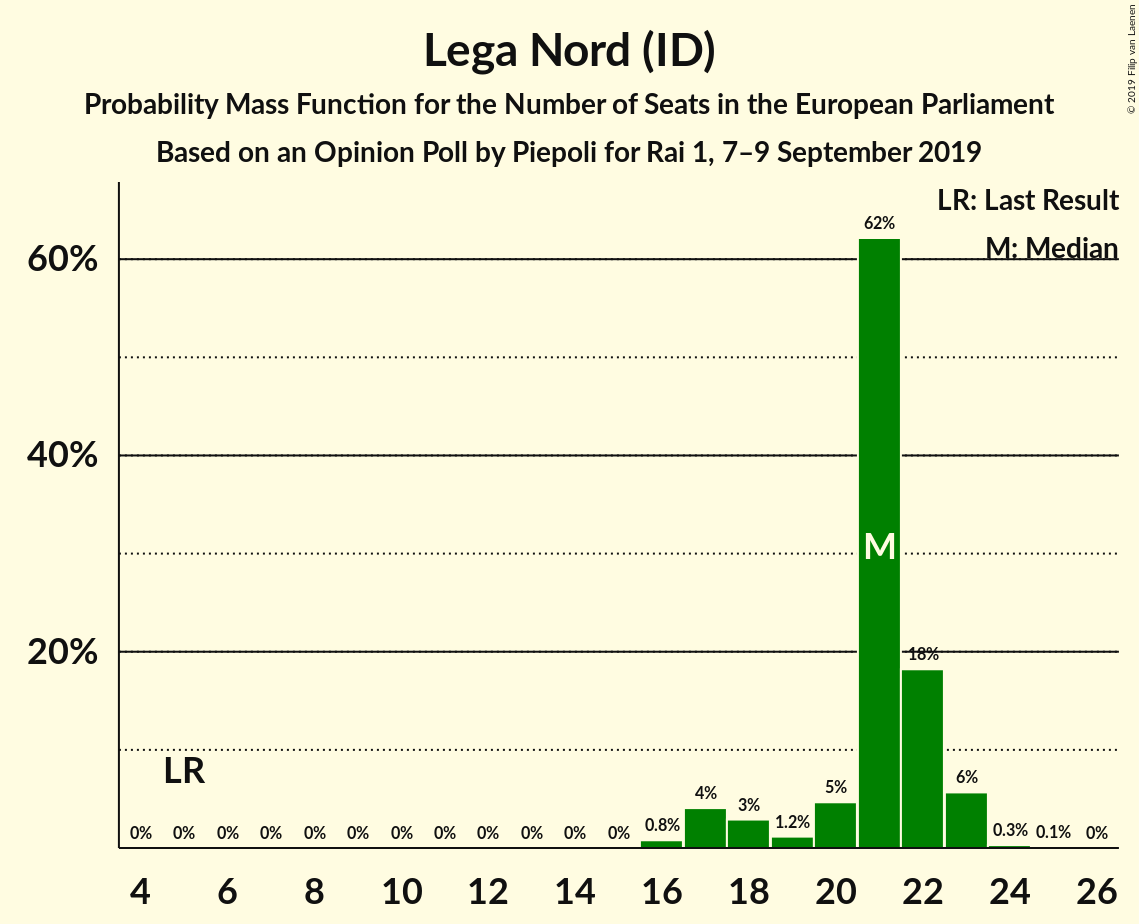 Lega Nord (ID)
Probability Mass Function for the Number of Seats in the European Parliament
Based on an Opinion Poll by Piepoli for Rai 1, 7–9 September 2019
© 2019 Filip van Laenen
LR: Last Result
M: Median
62%
60%
40%
M
20%
18%
LR
0% 0% 0% 0% 0% 0% 0% 0% 0% 0% 0% 0% 0.8% 4% 3% 1.2% 5% 6% 0.3% 0.1% 0%
4 6 8 10 12 14 16 18 20 22 24 26